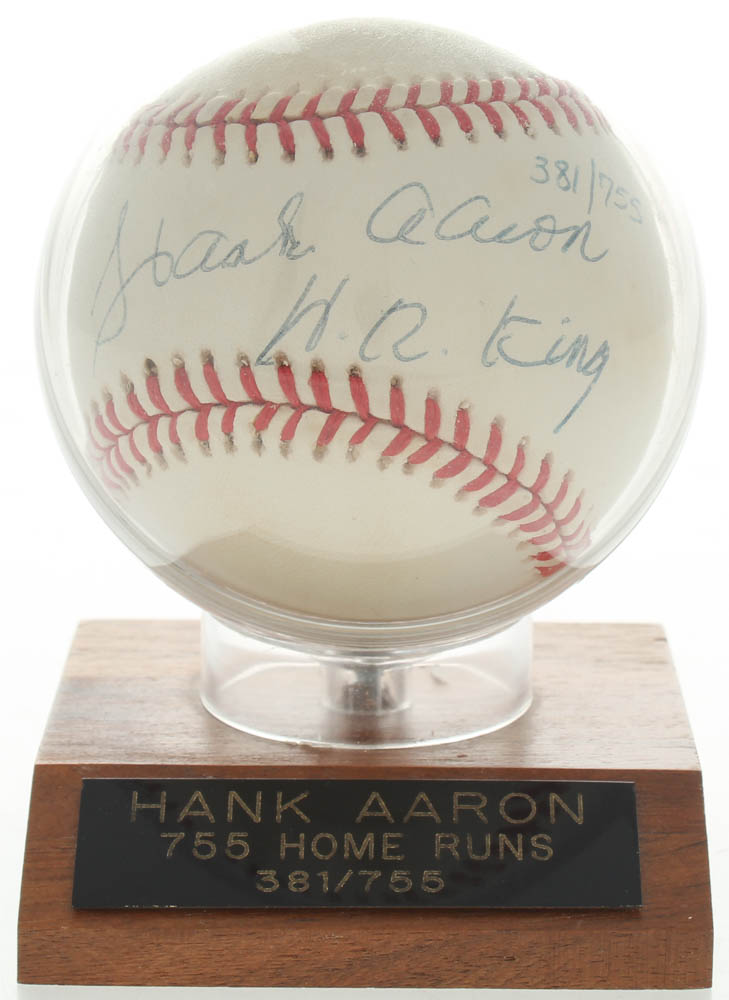 381/755
Hank Aaron
H.R. King
HANK AARON
755 HOME RUNS
381/755